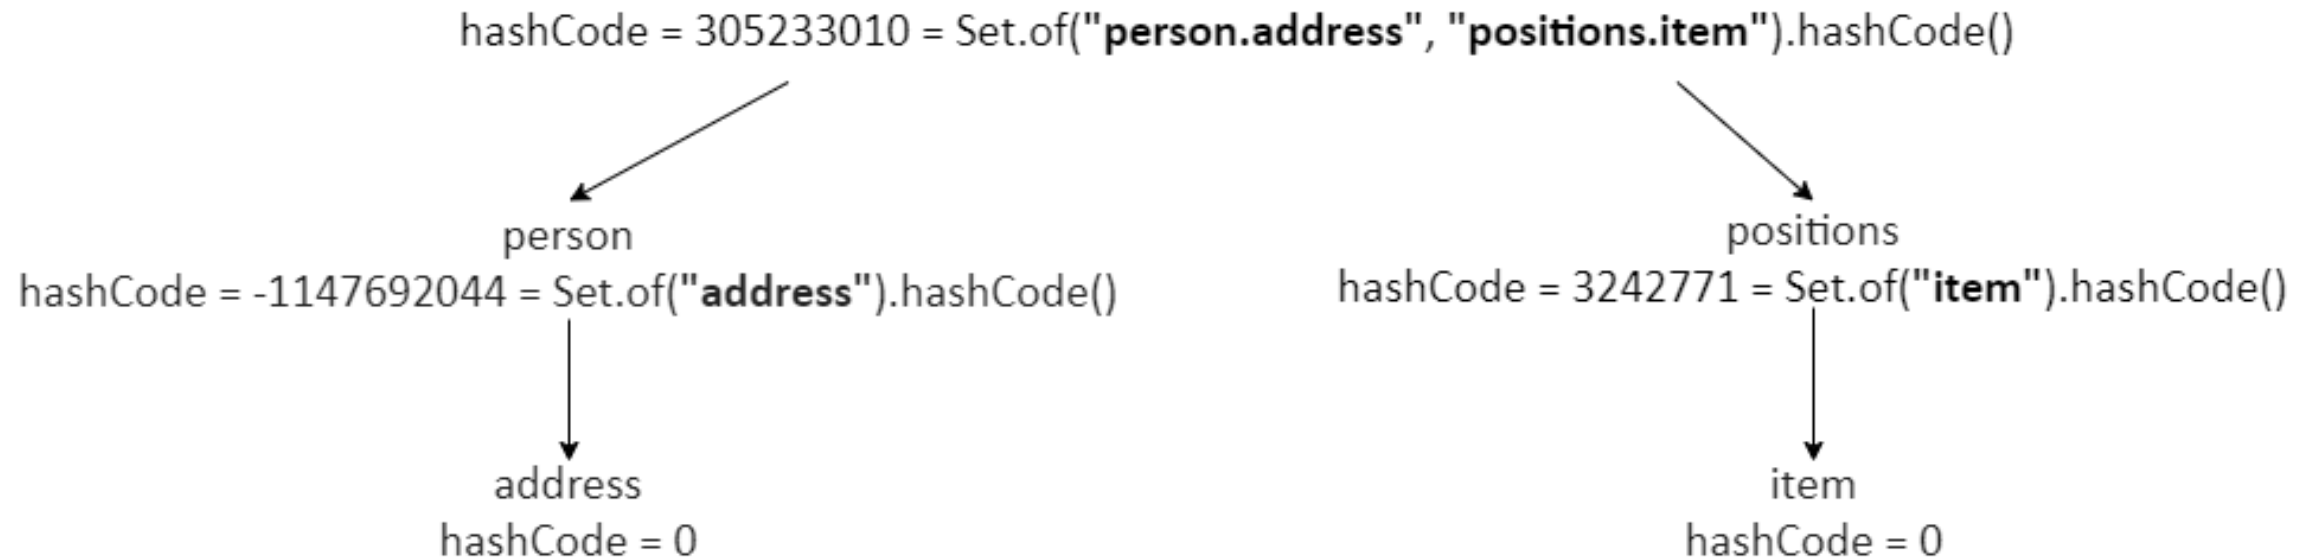 hashCode = 305233010 = Set.of("person.address", "positions.item").hashCode()
person
hashCode = -1147692044 = Set.of("address").hashCode()
positions
hashCode = 3242771 = Set.of("item").hashCode()
address
hashCode = 0
item
hashCode = 0